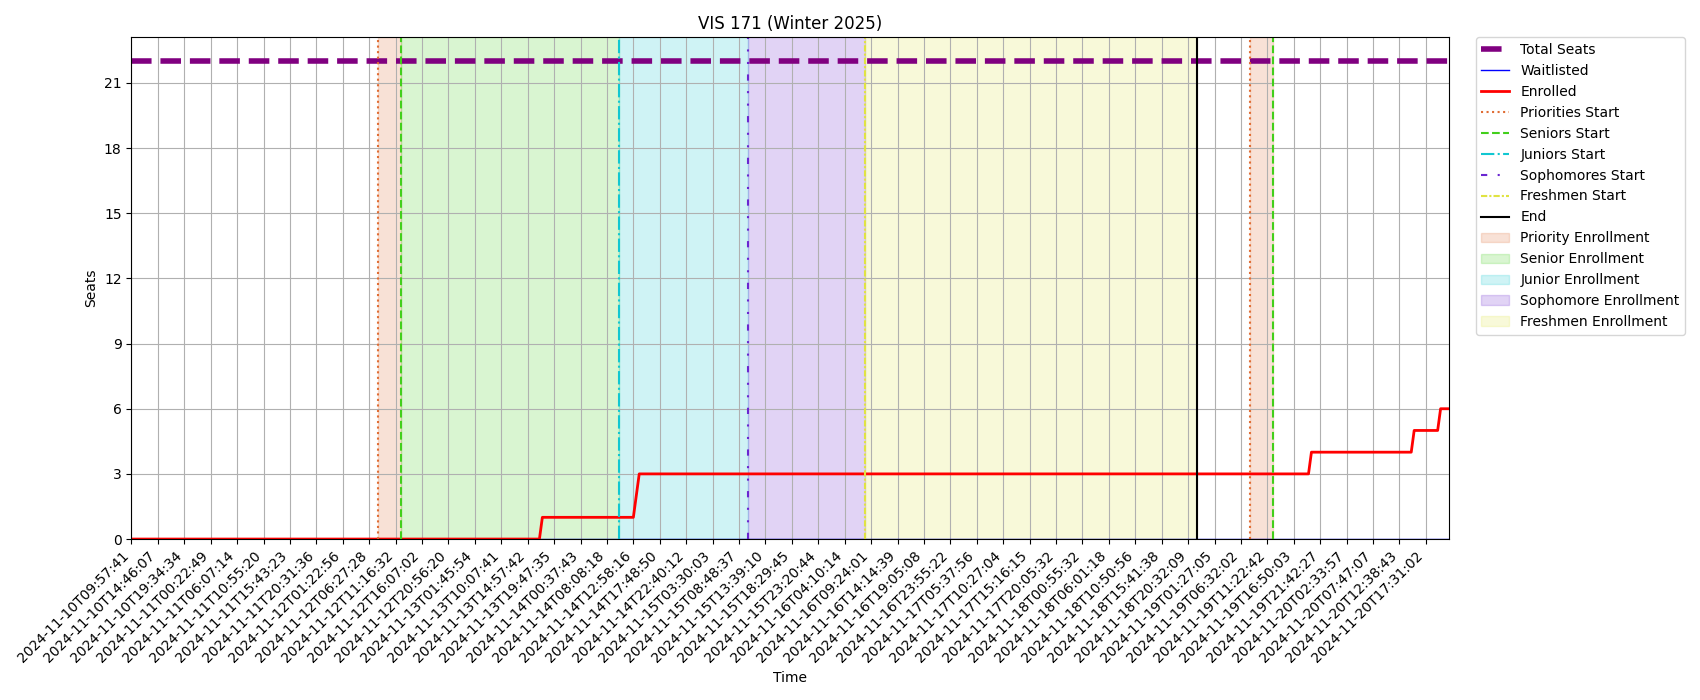 VIS 171 (Winter 2025)
Total Seats
Waitlisted
Enrolled
Priorities Start
Seniors Start
Juniors Start
Sophomores Start
Freshmen Start
End
Priority Enrollment
Senior Enrollment
Junior Enrollment
Sophomore Enrollment
Freshmen Enrollment
Seats
21
18
15
12
9
6
3
0
2024-11-10T09:57:41
2024-11-10T14:46:07
2024-11-10T19:34:34
2024-11-11T00:22:49
2024-11-11T06:07:14
2024-11-11T10:55:20
2024-11-11T15:43:23
2024-11-11T20:31:36
2024-11-12T01:22:56
2024-11-12T06:27:28
2024-11-12T11:16:32
2024-11-12T16:07:02
2024-11-12T20:56:20
2024-11-13T01:45:54
2024-11-13T10:07:41
2024-11-13T14:57:42
2024-11-13T19:47:35
2024-11-14T00:37:43
2024-11-14T08:08:18
2024-11-14T12:58:16
2024-11-14T17:48:50
2024-11-14T22:40:12
2024-11-15T03:30:03
2024-11-15T08:48:37
2024-11-15T13:39:10
2024-11-15T18:29:45
2024-11-15T23:20:44
2024-11-16T04:10:14
2024-11-16T09:24:01
2024-11-16T14:14:39
2024-11-16T19:05:08
2024-11-16T23:55:22
2024-11-17T05:37:56
2024-11-17T10:27:04
2024-11-17T15:16:15
2024-11-17T20:05:32
2024-11-18T00:55:32
2024-11-18T06:01:18
2024-11-18T10:50:56
2024-11-18T15:41:38
2024-11-18T20:32:09
2024-11-19T01:27:05
2024-11-19T06:32:02
2024-11-19T11:22:42
2024-11-19T16:50:03
2024-11-19T21:42:27
2024-11-20T02:33:57
2024-11-20T07:47:07
2024-11-20T12:38:43
2024-11-20T17:31:02
Time